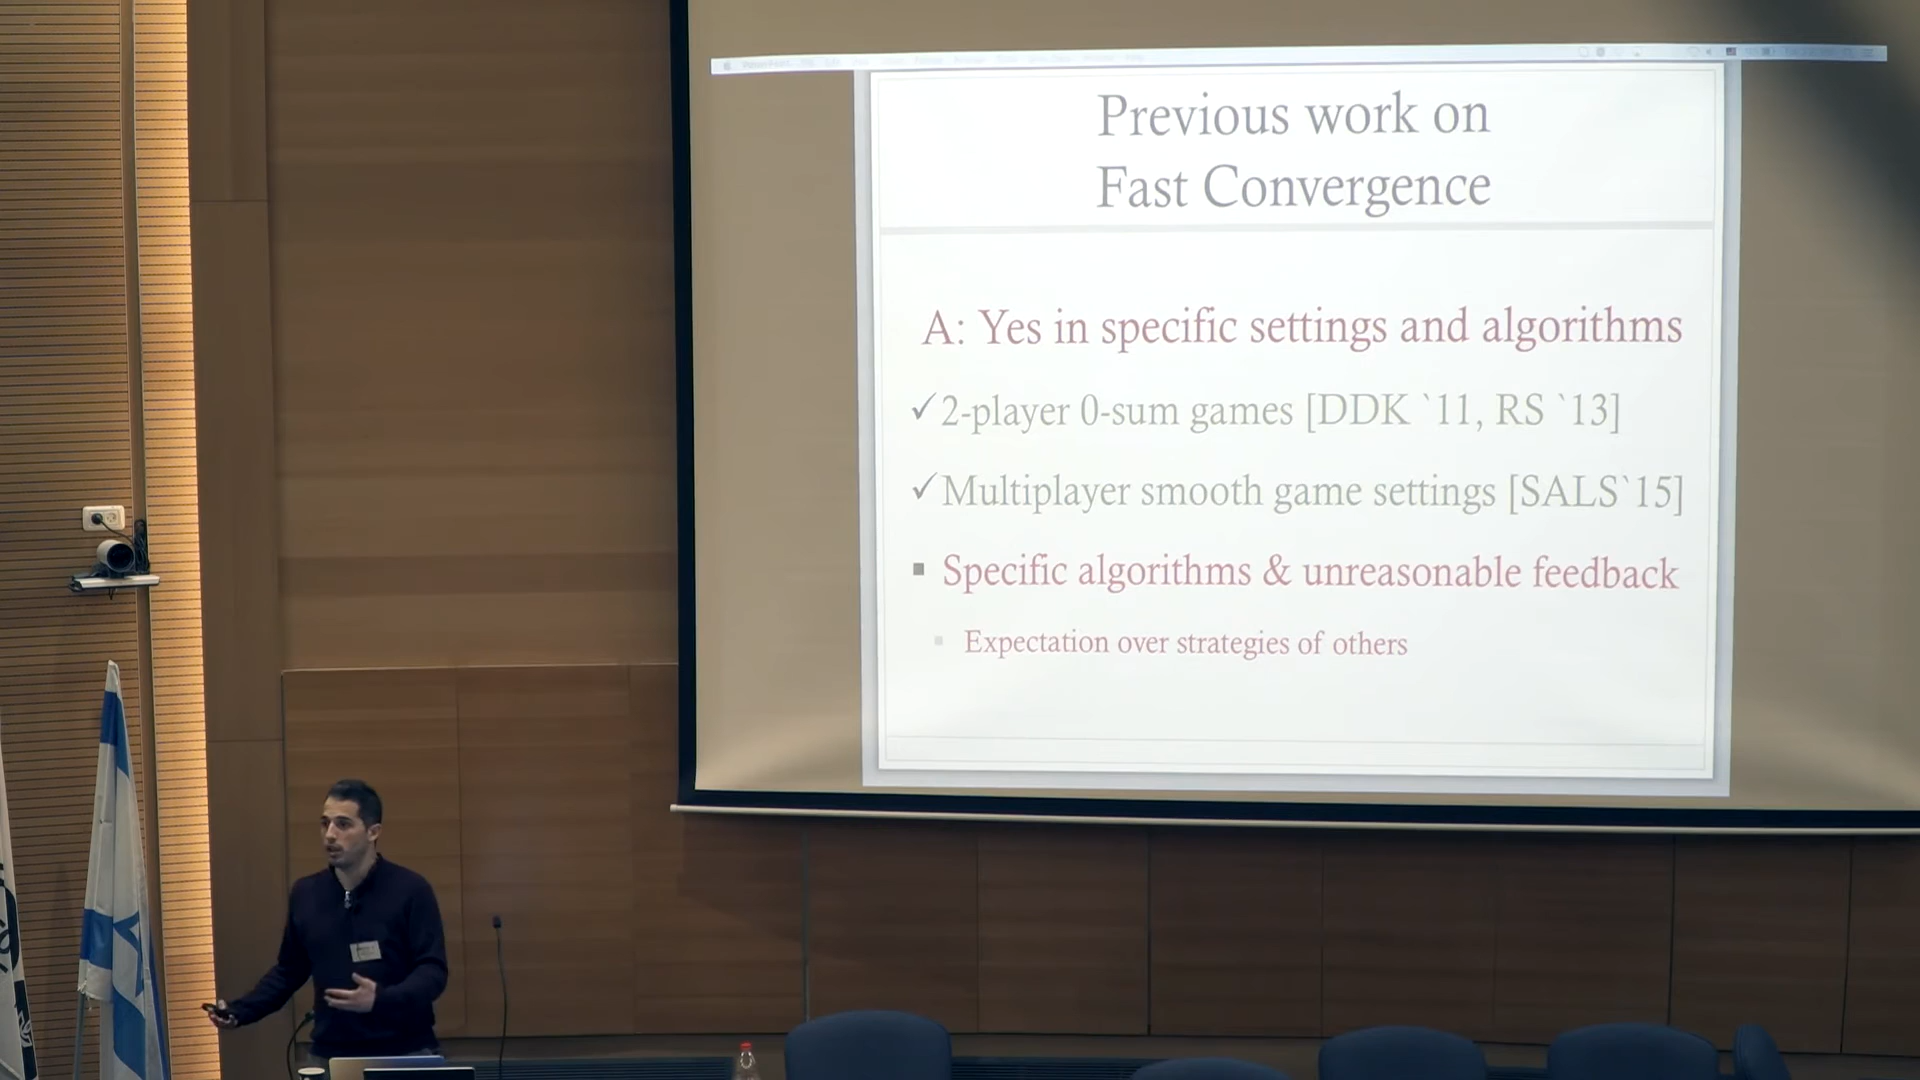 Previous work on
Fast Convergence
A: Yes in specific settings and algorithms
✓2-player 0-sum games [DDK `11, RS `13]
✓Multiplayer smooth game settings [SALS`15]
▪ Specific algorithms & unreasonable feedback
▪ Expectation over strategies of others